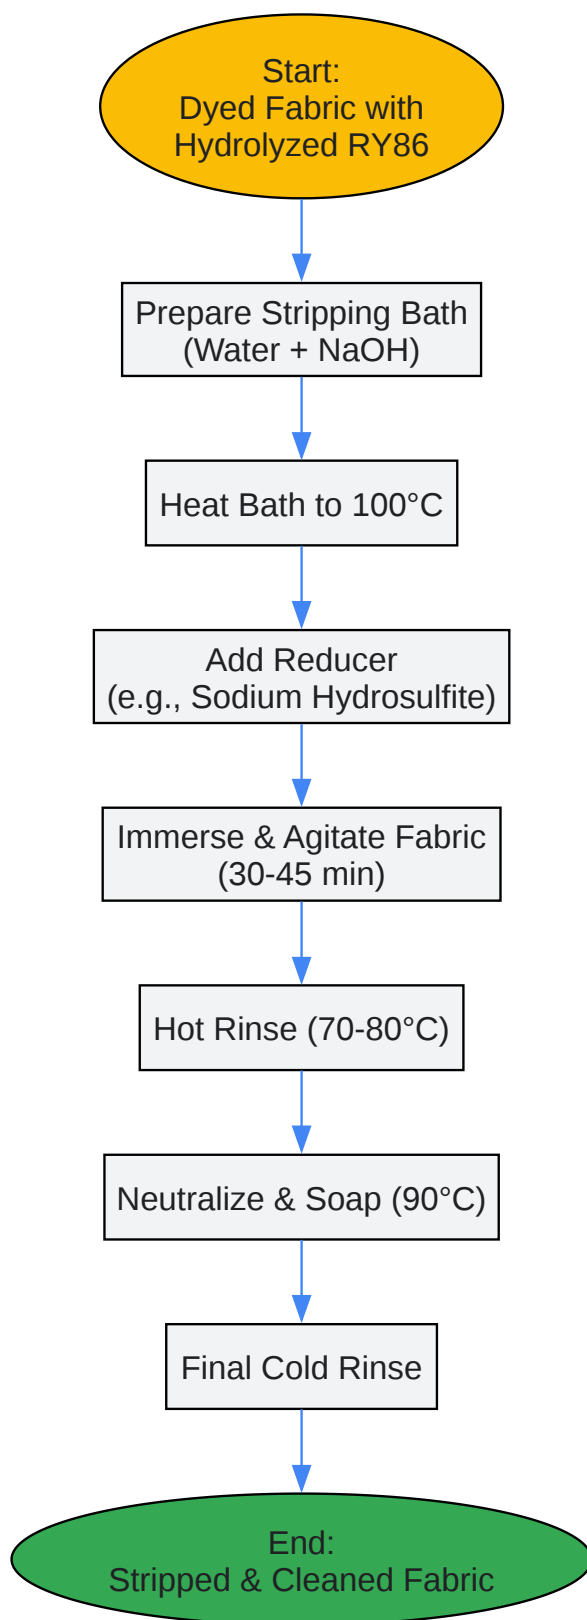 Start:
Dyed Fabric with
Hydrolyzed RY86
Prepare Stripping Bath
(Water + NaOH)
Heat Bath to 100°C
Add Reducer
(e.g., Sodium Hydrosulfite)
Immerse & Agitate Fabric
(30-45 min)
Hot Rinse (70-80°C)
Neutralize & Soap (90°C)
Final Cold Rinse
End:
Stripped & Cleaned Fabric